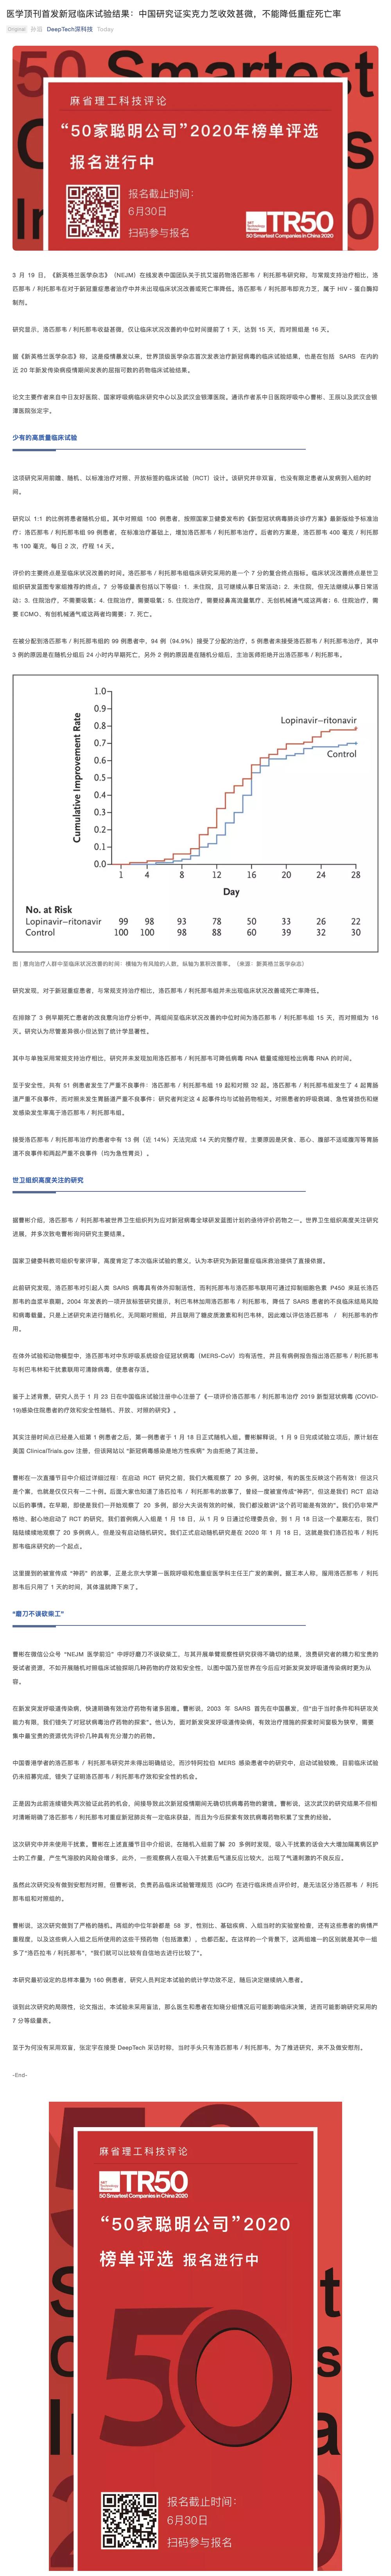 医学顶刊首发新冠临床试验结果：中国研究证实克力芝收效甚微，不能降低重症死亡率
Original 孙滔 DeepTech深科技 Today
50 Smartest
麻省理工科技评论
“50家聪明公司”2020年榜单评选
报名进行中
报名截止时间：
6月30日
扫码参与报名
TR50
50 Smartest Companies in China 2020
3 月 19 日，《新英格兰医学杂志》（NEJM）在线发表中国团队关于抗艾滋药物洛匹那韦 / 利托那韦研究称，与常规支持治疗相比，洛
匹那韦 / 利托那韦在对于新冠重症患者治疗中并未出现临床状况改善或死亡率降低。洛匹那韦 / 利托那韦即克力芝，属于 HIV - 蛋白酶抑
制剂。
研究显示，洛匹那韦 / 利托那韦收益甚微，仅让临床状况改善的中位时间提前了 1 天，达到 15 天，而对照组是 16 天。
据《新英格兰医学杂志》称，这是疫情暴发以来，世界顶级医学杂志首次发表治疗新冠病毒的临床试验结果，也是在包括 SARS 在内的
近 20 年新发传染病疫情期间发表的屈指可数的药物临床试验结果。
论文主要作者来自中日友好医院、国家呼吸病临床研究中心以及武汉金银潭医院。通讯作者系中日医院呼吸中心曹彬、王辰以及武汉金银
潭医院张定宇。
少有的高质量临床试验
这项研究采用前瞻、随机、以标准治疗对照、开放标签的临床试验（RCT）设计。该研究并非双盲，也没有限定患者从发病到入组的时
间。
研究以 1:1 的比例将患者随机分组。其中对照组 100 例患者，按照国家卫健委发布的《新型冠状病毒肺炎诊疗方案》最新版给予标准治
疗；洛匹那韦 / 利托那韦组 99 例患者，在标准治疗基础上，增加洛匹那韦 / 利托那韦治疗。后者的方案是，洛匹那韦 400 毫克 / 利托那
韦 100 毫克，每日 2 次，疗程 14 天。
评价的主要终点是至临床状况改善的时间。洛匹那韦 / 利托那韦组临床研究采用的是一个 7 分的复合终点指标。临床状况改善终点是世卫
组织研发蓝图专家组推荐的终点。7 分等级量表包括以下等级：1. 未住院，且可继续从事日常活动；2. 未住院，但无法继续从事日常活
动；3. 住院治疗，不需要吸氧；4. 住院治疗，需要吸氧；5. 住院治疗，需要经鼻高流量氧疗、无创机械通气或这两者；6. 住院治疗，需
要 ECMO、有创机械通气或这两者均需要；7. 死亡。
在被分配到洛匹那韦 / 利托那韦组的 99 例患者中，94 例（94.9%）接受了分配的治疗，5 例患者未接受洛匹那韦 / 利托那韦治疗，其中
3 例的原因是在随机分组后 24 小时内早期死亡，另外 2 例的原因是在随机分组后，主治医师拒绝开出洛匹那韦 / 利托那韦。
Cumulative Improvement Rate
1.0
0.9
0.8
0.7
0.6
0.5
0.4
0.3
0.2
0.1
0.0
Lopinavir–ritonavir
Control
1 4 8 12 16 20 24 28
Day
No. at Risk
Lopinavir–ritonavir 99 98 93 78 50 33 26 22
Control 100 100 98 88 60 39 32 30
图 | 意向治疗人群中至临床状况改善的时间：横轴为有风险的人数，纵轴为累积改善率。（来源：新英格兰医学杂志）
研究发现，对于新冠重症患者，与常规支持治疗相比，洛匹那韦 / 利托那韦组并未出现临床状况改善或死亡率降低。
在排除了 3 例早期死亡患者的改良意向治疗分析中，两组间至临床状况改善的中位时间为洛匹那韦 / 利托那韦组 15 天，而对照组为 16
天。研究认为尽管差异很小但达到了统计学显著性。
其中与单独采用常规支持治疗相比，研究并未发现加用洛匹那韦 / 利托那韦可降低病毒 RNA 载量或缩短检出病毒 RNA 的时间。
至于安全性，共有 51 例患者发生了严重不良事件：洛匹那韦 / 利托那韦组 19 起和对照 32 起。洛匹那韦 / 利托那韦组发生了 4 起胃肠
道严重不良事件，而对照未发生胃肠道严重不良事件；研究者判定这 4 起事件均与试验药物相关。对照患者的呼吸衰竭、急性肾损伤和继
发感染发生率高于洛匹那韦 / 利托那韦组。
接受洛匹那韦 / 利托那韦治疗的患者中有 13 例（近 14%）无法完成 14 天的完整疗程，主要原因是厌食、恶心、腹部不适或腹泻等胃肠
道不良事件和两起严重不良事件（均为急性胃炎）。
世卫组织高度关注的研究
据曹彬介绍，洛匹那韦 / 利托那韦被世界卫生组织列为应对新冠病毒全球研发蓝图计划的亟待评价药物之一。世界卫生组织高度关注研究
进展，并多次致电曹彬询问研究主要结果。
国家卫健委科教司组织专家评审，高度肯定了本次临床试验的意义，认为本研究为新冠重症临床救治提供了直接依据。
此前研究发现，洛匹那韦对引起人类 SARS 病毒具有体外抑制活性，而利托那韦与洛匹那韦联用可通过抑制细胞色素 P450 来延长洛匹
那韦的血浆半衰期。2004 年发表的一项开放标签研究提示，利巴韦林加用洛匹那韦 / 利托那韦，降低了 SARS 患者的不良临床结局风险
和病毒载量。只是上述研究未进行随机化、无同期对照组，并且联用了糖皮质激素和利巴韦林，因此难以评估洛匹那韦 / 利托那韦的作
用。
在体外试验和动物模型中，洛匹那韦对中东呼吸系统综合征冠状病毒（MERS-CoV）均有活性，并且有病例报告指出洛匹那韦 / 利托那韦
与利巴韦林和干扰素联用可清除病毒、使患者存活。
鉴于上述背景，研究人员于 1 月 23 日在中国临床试验注册中心注册了《一项评价洛匹那韦 / 利托那韦治疗 2019 新型冠状病毒 (COVID-
19)感染住院患者的疗效和安全性随机、开放、对照的研究》。
其实注册时间点已经是入组第 1 例患者之后，第一例患者于 1 月 18 日正式随机入组。曹彬解释说，1 月 9 日完成试验立项后，原计划在
美国 ClinicalTrials.gov 注册，但该网站以 “新冠病毒感染是地方性疾病” 为由拒绝了其注册。
曹彬在一次直播节目中介绍过详细过程：在启动 RCT 研究之前，我们大概观察了 20 多例，这时候，有的医生反映这个药有效！但这只
是个案，也就是仅仅只有一二十例。后面大家也知道了洛匹拉韦 / 利托那韦的故事了，曾经一度被宣传成“神药”，但这是我们 RCT 启动
以后的事情。在早期，即使是我们一开始观察了 20 多例，部分大夫说有效的时候，我们都没敢讲“这个药可能是有效的”。我们仍非常严
格地、耐心地启动了 RCT 的研究，我们首例病人入组是 1 月 18 日，从 1 月 9 日通过伦理委员会，到 1 月 18 日这一个星期左右，我们
陆陆续续地观察了 20 多例病人，但是没有启动随机研究。我们正式启动随机研究是在 2020 年 1 月 18 日，这就是我们洛匹拉韦 / 利托
那韦临床研究的一个起点。
这里提到的被宣传成 “神药” 的故事，正是北京大学第一医院呼吸和危重症医学科主任王广发的案例。据王本人称，服用洛匹那韦 / 利托
那韦后只用了 1 天的时间，其体温就降下来了。
“磨刀不误砍柴工”
曹彬在微信公众号 “NEJM 医学前沿” 中呼吁磨刀不误砍柴工，与其开展单臂观察性研究获得不确切的结果，浪费研究者的精力和宝贵的
受试者资源，不如开展随机对照临床试验探明几种药物的疗效和安全性，以图中国乃至世界在今后应对新发突发呼吸道传染病时更为从
容。
在新发突发呼吸道传染病，快速明确有效治疗药物有诸多困难。曹彬说，2003 年 SARS 首先在中国暴发，但“由于当时条件和科研攻关
能力有限，我们错失了对冠状病毒治疗药物的探索”。他认为，面对新发突发呼吸道传染病，有效治疗措施的探索时间窗极为狭窄，需要
集中最宝贵的资源优先评价几种具有充分潜力的药物。
中国香港学者的洛匹那韦 / 利托那韦研究并未得出明确结论，而沙特阿拉伯 MERS 感染患者中的研究中，启动试验较晚，目前临床试验
仍未招募完成，错失了证明洛匹那韦 / 利托那韦疗效和安全性的机会。
正是因为此前连续错失两次验证此药的机会，间接导致此次新冠疫情期间无确切抗病毒药物的窘境。曹彬说，这次武汉的研究结果不但相
对清晰明确了洛匹那韦 / 利托那韦对重症新冠肺炎有一定临床获益，而且为今后探索有效抗病毒药物积累了宝贵的经验。
这次研究中并未使用干扰素。曹彬在上述直播节目中介绍说，在随机入组前了解 20 多例时发现，吸入干扰素的话会大大增加隔离病区护
士的工作量，产生气溶胶的风险会增多，此外，一些观察病人在吸入干扰素后气道反应比较大，出现了气道刺激的不良反应。
虽然此次研究没有做到安慰剂对照，但曹彬说，负责药品临床试验管理规范 (GCP) 在进行临床终点评价时，是无法区分洛匹那韦 / 利托
那韦组和对照组的。
曹彬说，这次研究做到了严格的随机。两组的中位年龄都是 58 岁，性别比、基础疾病、入组当时的实验室检查，还有这些患者的病情严
重程度，以及这些病人入组之后所使用的这些干预药物（包括激素），也都匹配。在这样的一个背景下，这两组唯一的区别就是其中一组
多了“洛匹拉韦 / 利托那韦”，“我们就可以比较有自信地去进行比较了”。
本研究最初设定的总样本量为 160 例患者，研究人员判定本试验的统计学功效不足，随后决定继续纳入患者。
谈到此次研究的局限性，论文指出，本试验未采用盲法，那么医生和患者在知晓分组情况后可能影响临床决策，进而可能影响研究采用的
7 分等级量表。
至于为何没有采用双盲，张定宇在接受 DeepTech 采访时称，当时手头只有洛匹那韦 / 利托那韦，为了推进研究，来不及做安慰剂。
-End-
麻省理工科技评论
TR50
50 Smartest Companies in China 2020
“50家聪明公司”2020
榜单评选 报名进行中
50
报名截止时间：
6月30日
扫码参与报名